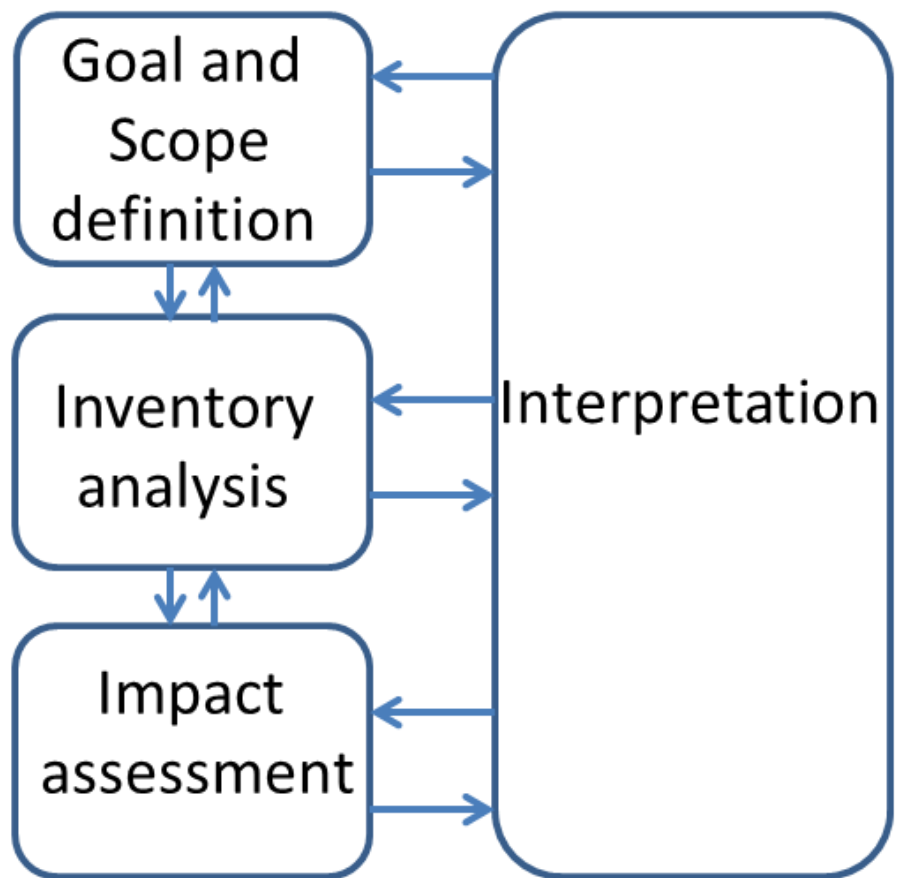 Goal and
Scope
definition
Inventory
analysis
Interpretation
Impact
assessment